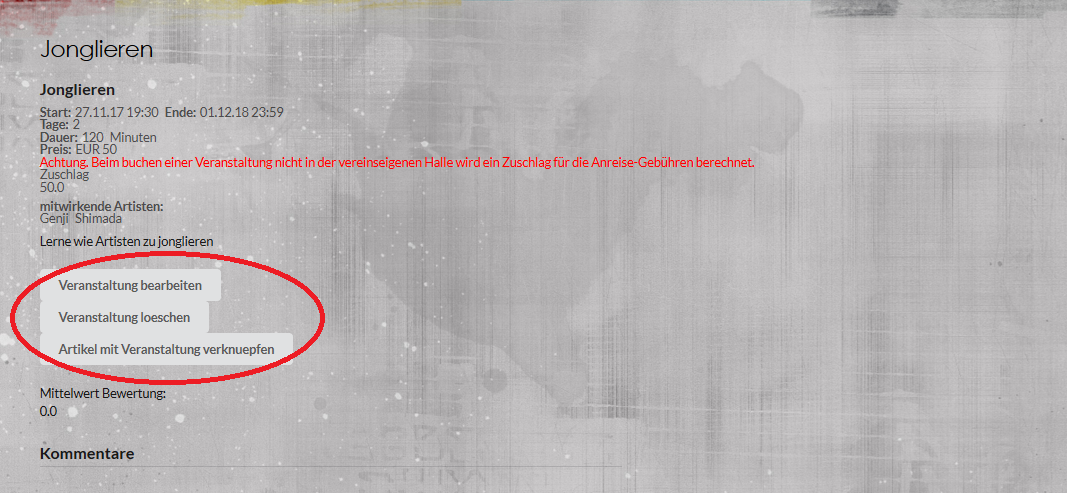 Jonglieren
Jonglieren
Start: 27.11.17 19:30 Ende: 01.12.18 23:59
Tage: 2
Dauer: 120 Minuten
Preis: EUR 50
Achtung. Beim buchen einer Veranstaltung nicht in der vereinseigenen Halle wird ein Zuschlag für die Anreise-Gebühren berechnet.
Zuschlag
50.0
mitwirkende Artisten:
Genji Shimada
Lerne wie Artisten zu jonglieren
Veranstaltung bearbeiten
Veranstaltung loeschen
Artikel mit Veranstaltung verknuepfen
Mittelwert Bewertung:
0.0
Kommentare